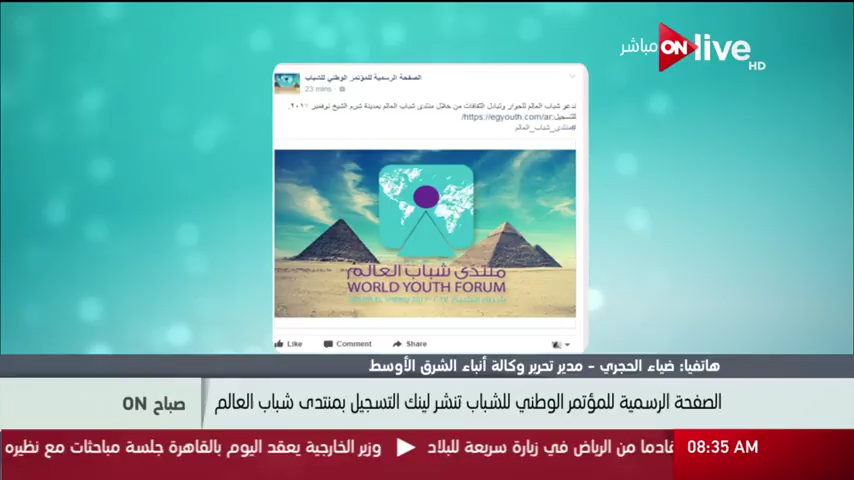 مباشر ON live HD
الصفحة الرسمية للمؤتمر الوطني للشباب
23 mins
ندعو شباب العالم للحوار وتبادل الثقافات من خلال منتدى شباب العالم بمدينة شرم الشيخ نوفمبر ٢٠١٧.
للتسجيل:https://egyouth.com/ar/
#منتدى_شباب_العالم
منتدى شباب العالم
WORLD YOUTH FORUM
Like Comment Share
هاتفيا: ضياء الحجري - مدير تحرير وكالة أنباء الشرق الأوسط
الصفحة الرسمية للمؤتمر الوطني للشباب تنشر لينك التسجيل بمنتدى شباب العالم
صباح ON
قادما من الرياض في زيارة سريعة للبلاد وزير الخارجية يعقد اليوم بالقاهرة جلسة مباحثات مع نظيره
08:35 AM